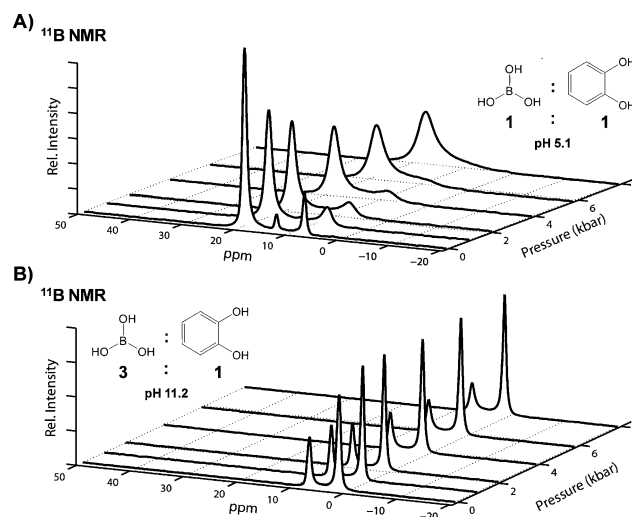 A)
11B NMR
Rel. Intensity
OH
B
HO OH
:
OH
OH
1 : 1
pH 5.1
50 40 30 20 10 0 −10 −20
ppm
0 2 4 6
Pressure (kbar)
B)
11B NMR
Rel. Intensity
OH
B
HO OH
:
OH
OH
3 : 1
pH 11.2
50 40 30 20 10 0 −10 −20
ppm
0 2 4 6
Pressure (kbar)